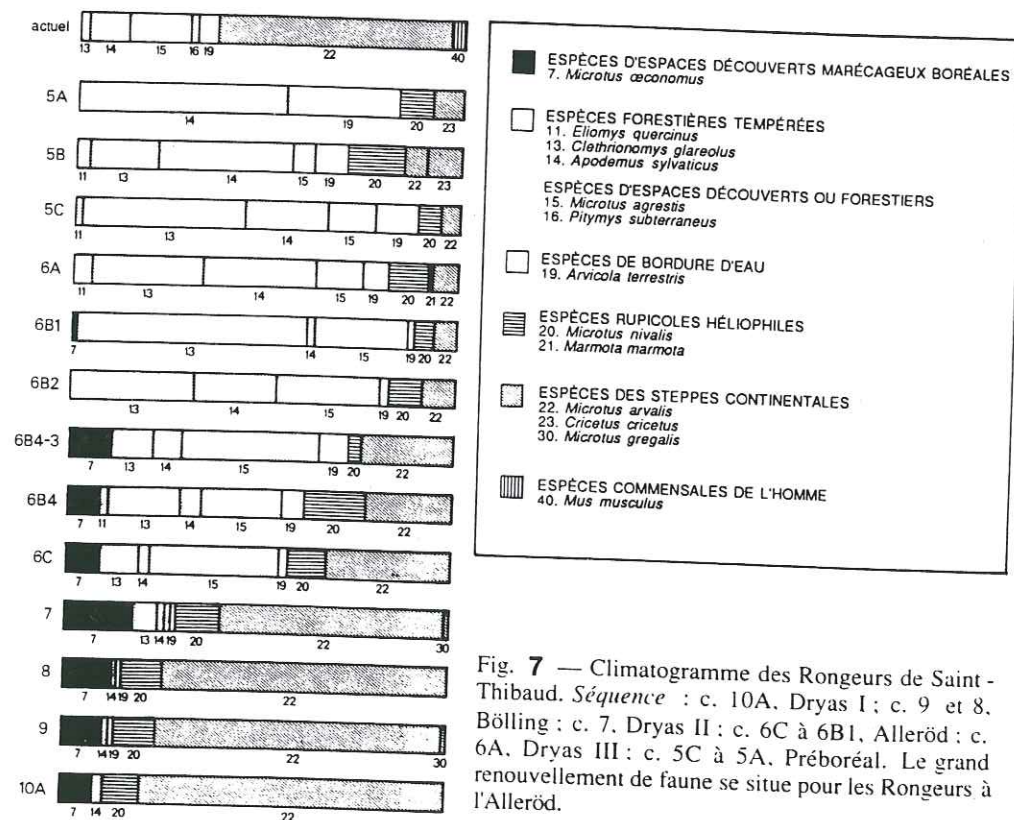 actuel
13 14 15 16 19 22 40
5A
14 19 20 23
5B
11 13 14 15 19 20 22 23
5C
11 13 14 15 19 20 22
6A
11 13 14 15 19 20 21 22
6B1
7 13 14 15 19 20 22
6B2
13 14 15 19 20 22
6B4-3
7 13 14 15 19 20 22
6B4
7 11 13 14 15 19 20 22
6C
7 13 14 15 19 20 22
7
7 13 14 19 20 22 30
8
7 14 19 20 22
9
7 14 19 20 22 30
10A
7 14 20 22
ESPÈCES D'ESPACES DÉCOUVERTS MARÉCAGEUX BORÉALES
7. Microtus œconomus
ESPÈCES FORESTIÈRES TEMPÉRÉES
11. Eliomys quercinus
13. Clethrionomys glareolus
14. Apodemus sylvaticus
ESPÈCES D'ESPACES DÉCOUVERTS OU FORESTIERS
15. Microtus agrestis
16. Pitymys subterraneus
ESPÈCES DE BORDURE D'EAU
19. Arvicola terrestris
ESPÈCES RUPICOLES HÉLIOPHILES
20. Microtus nivalis
21. Marmota marmota
ESPÈCES DES STEPPES CONTINENTALES
22. Microtus arvalis
23. Cricetus cricetus
30. Microtus gregalis
ESPÈCES COMMENSALES DE L'HOMME
40. Mus musculus
Fig. 7 — Climatogramme des Rongeurs de Saint-
Thibaud. Séquence : c. 10A, Dryas I ; c. 9 et 8,
Bölling ; c. 7, Dryas II ; c. 6C à 6B1, Alleröd ; c.
6A, Dryas III ; c. 5C à 5A, Préboréal. Le grand
renouvellement de faune se situe pour les Rongeurs à
l'Alleröd.